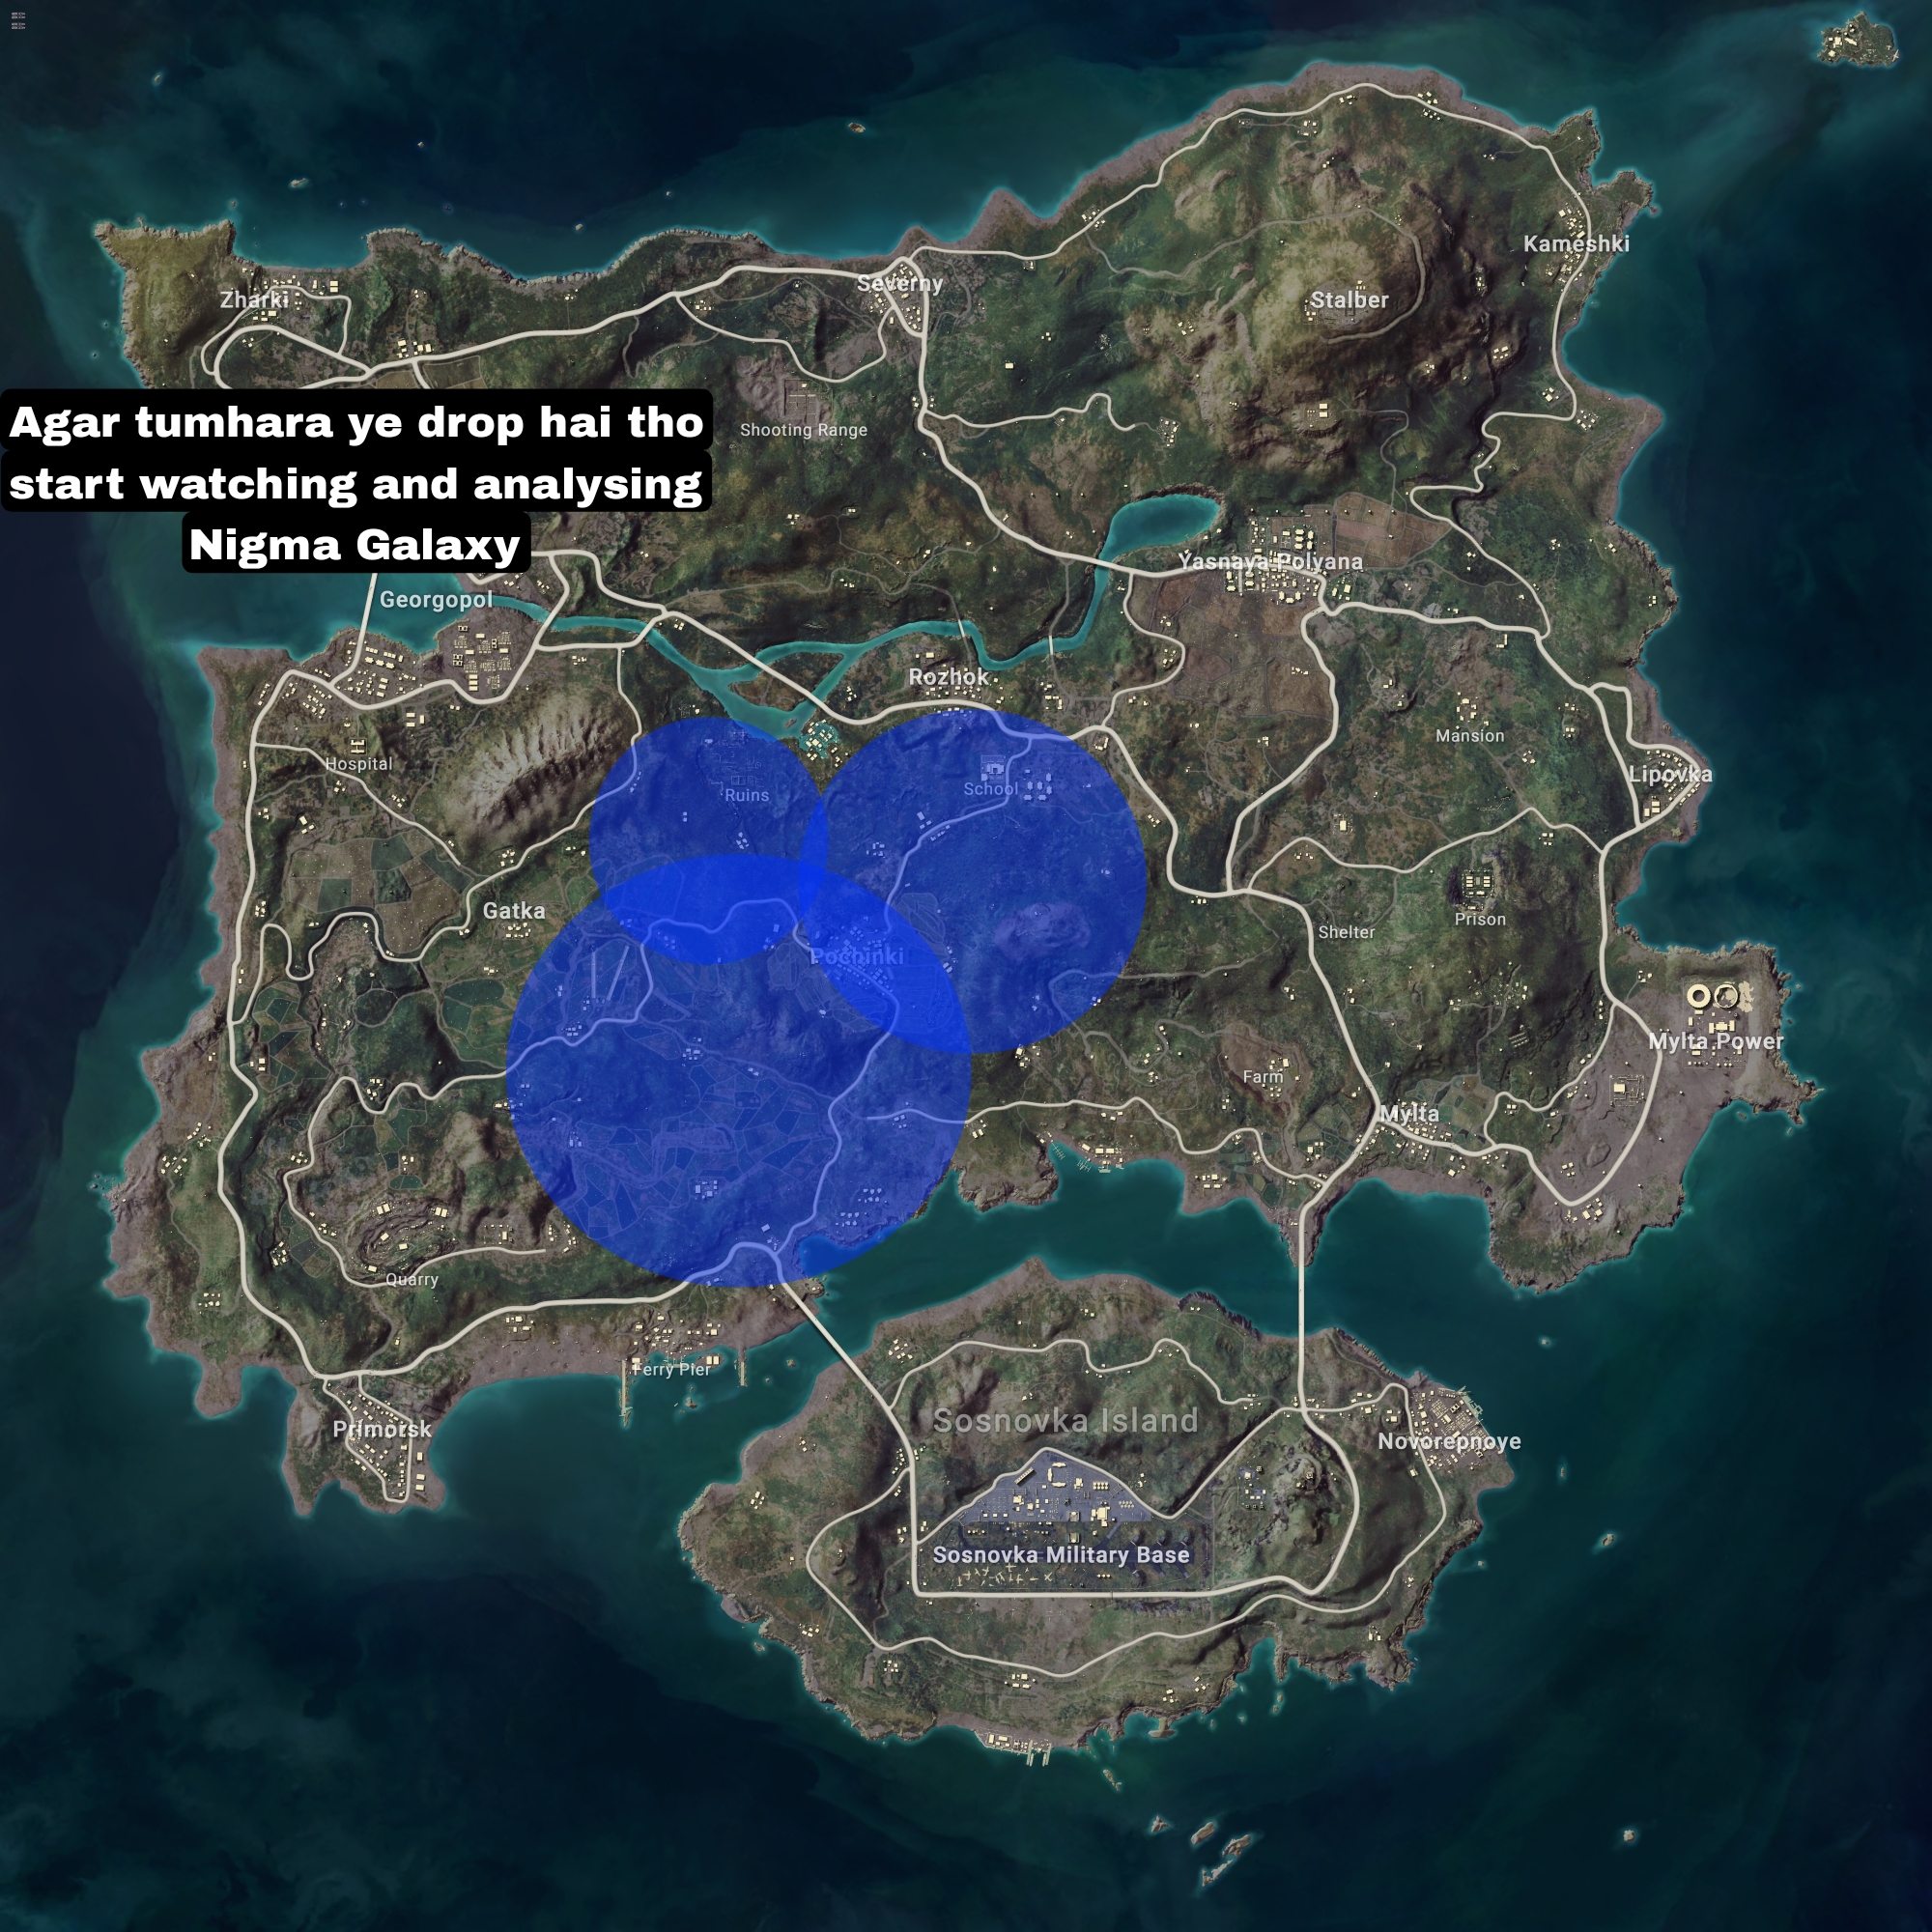 Kameshki
Zharki
Severny
Stalber
Agar tumhara ye drop hai tho
start watching and analysing
Nigma Galaxy
Shooting Range
Yasnaya Polyana
Georgopol
Rozhok
Hospital
Ruins
School
Mansion
Lipovka
Gatka
Pochinki
Shelter
Prison
Mylta Power
Farm
Mylta
Quarry
Ferry Pier
Primorsk
Sosnovka Island
Novorepnoye
Sosnovka Military Base